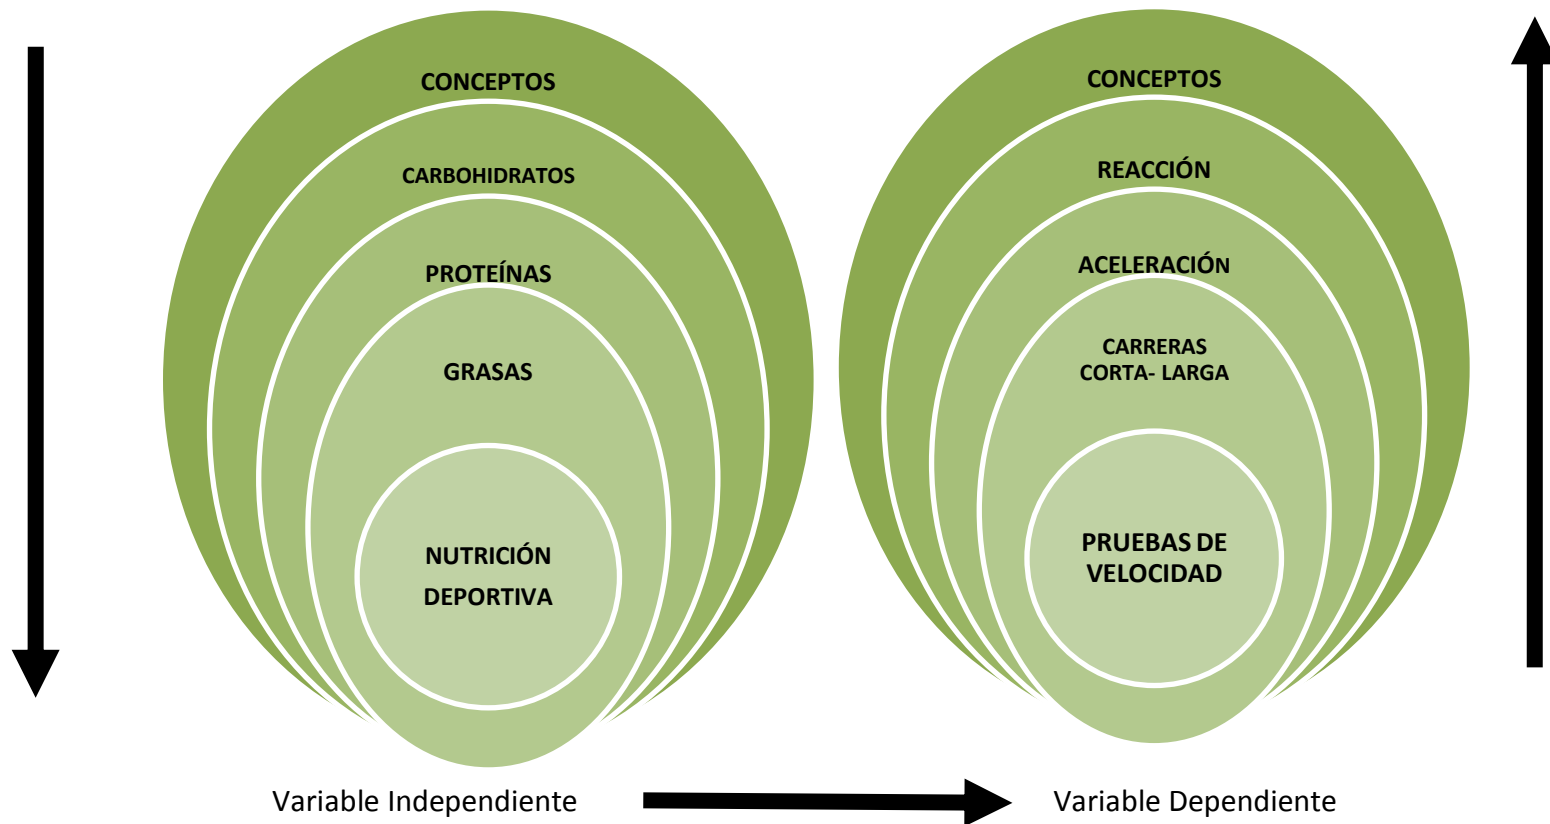 CONCEPTOS
CARBOHIDRATOS
PROTEÍNAS
GRASAS
NUTRICIÓN
DEPORTIVA
CONCEPTOS
REACCIÓN
ACELERACIÓN
CARRERAS
CORTA- LARGA
PRUEBAS DE
VELOCIDAD
Variable Independiente
Variable Dependiente